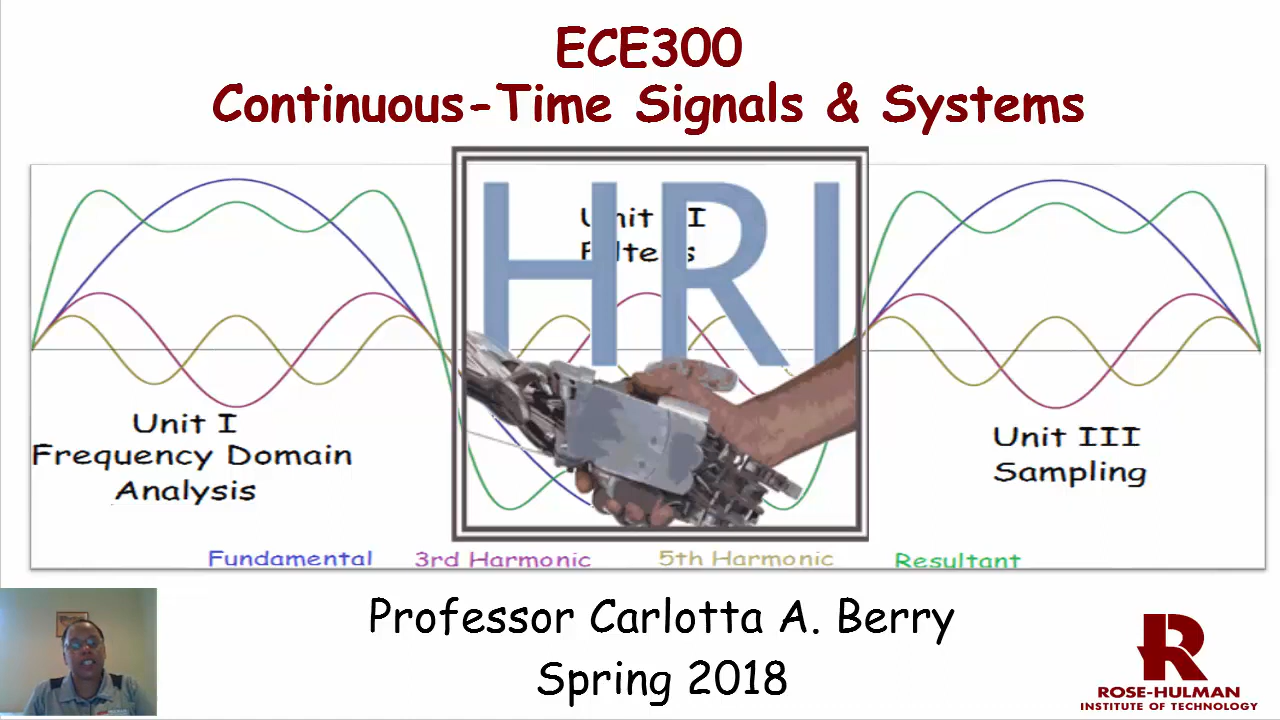 ECE300
Continuous-Time Signals & Systems
HRI
Unit I
Frequency Domain
Analysis
Unit III
Sampling
Fundamental
3rd Harmonic
5th Harmonic
Resultant
Professor Carlotta A. Berry
Spring 2018
R
ROSE-HULMAN
INSTITUTE OF TECHNOLOGY